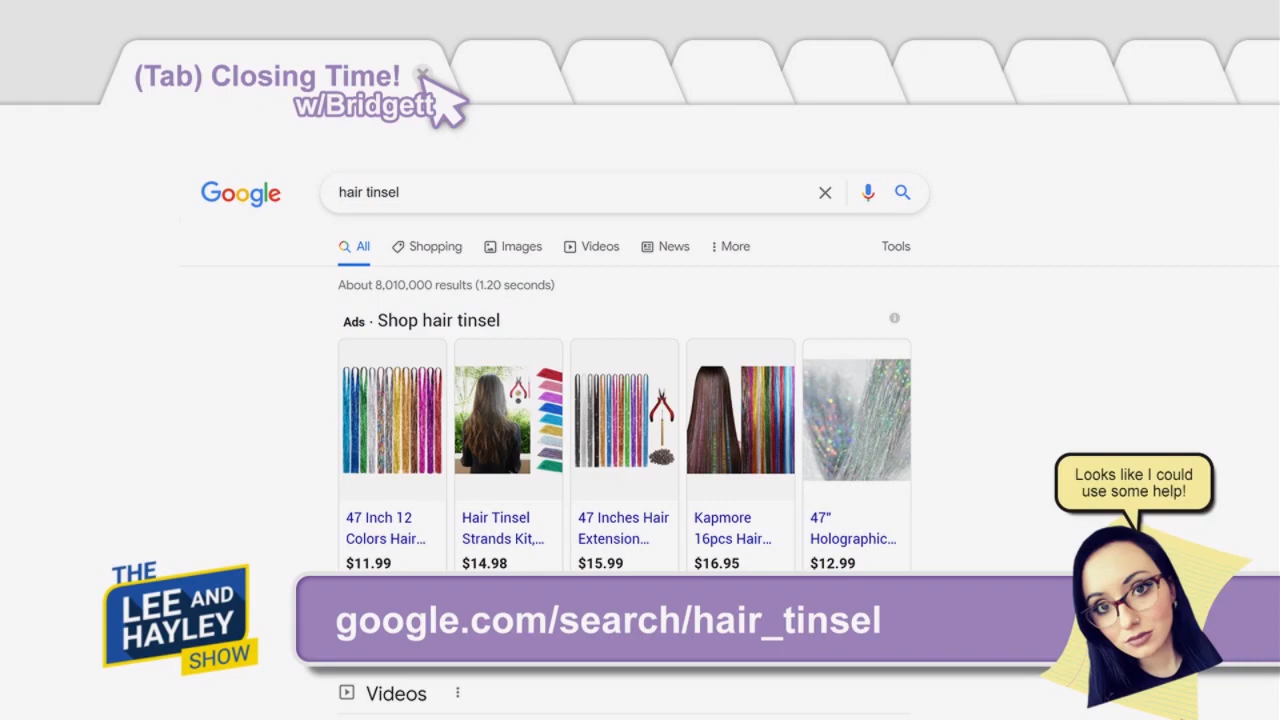 (Tab) Closing Time!
w/Bridgett
Google
hair tinsel
All
Shopping
Images
Videos
News
More
Tools
About 8,010,000 results (1.20 seconds)
Ads · Shop hair tinsel
47 Inch 12
Colors Hair...
$11.99
Hair Tinsel
Strands Kit,...
$14.98
47 Inches Hair
Extension...
$15.99
Kapmore
16pcs Hair...
$16.95
47"
Holographic...
$12.99
Looks like I could
use some help!
THE
LEE AND
HAYLEY
SHOW
google.com/search/hair_tinsel
Videos